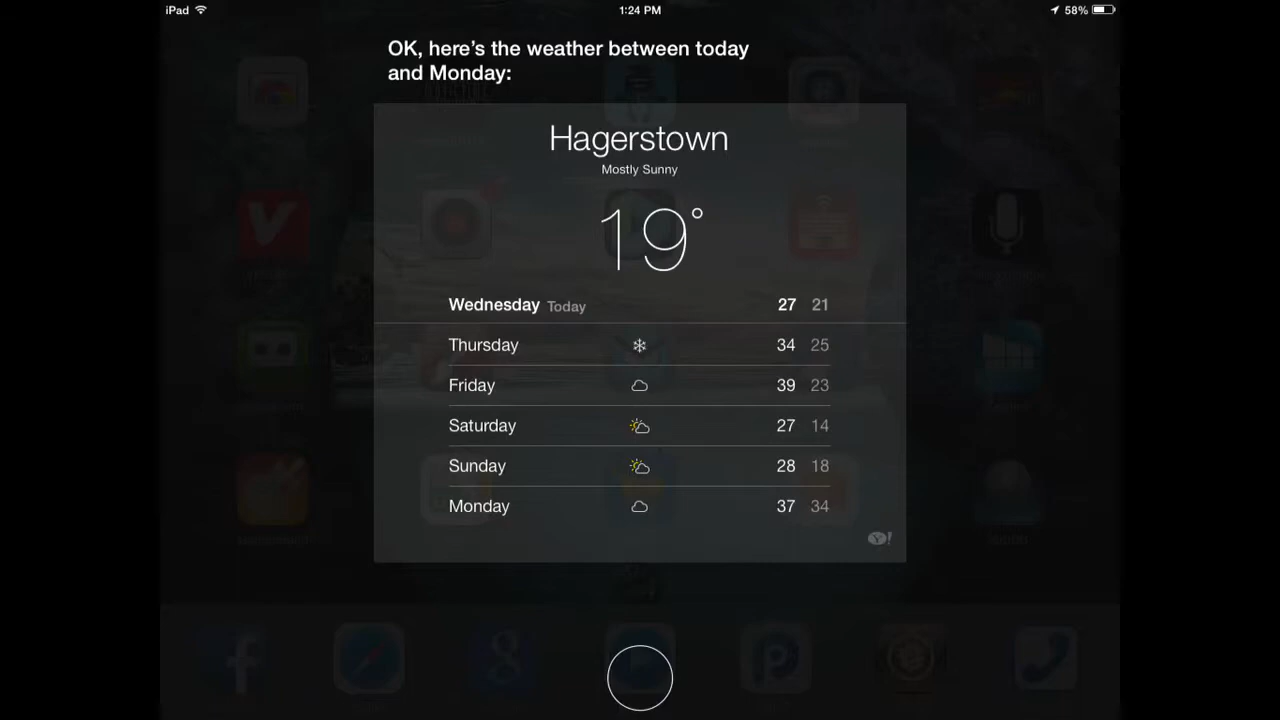 iPad 1:24 PM 58%
OK, here's the weather between today
and Monday:
Hagerstown
Mostly Sunny
19°
Wednesday Today 27 21
Thursday 34 25
Friday 39 23
Saturday 27 14
Sunday 28 18
Monday 37 34
Y!